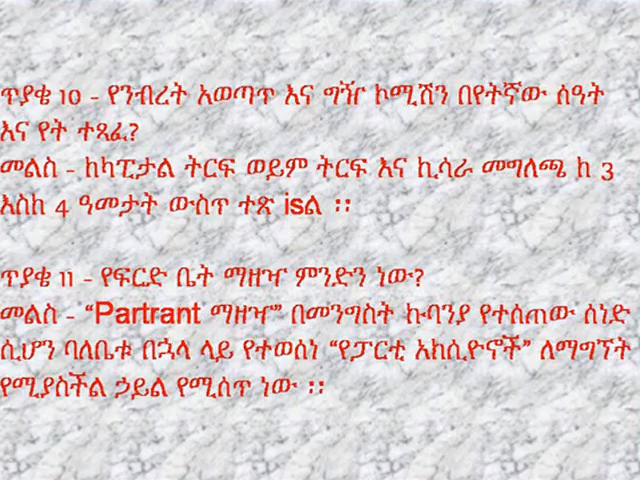 ጥያቄ 10 - የንብረት አወጣጥ እና ግዥ ኮሚሽን በየትኛው ሰዓት
እና የት ተጻፈ?
መልስ - ከካፒታል ትርፍ ወይም ትርፍ እና ኪሳራ መግለጫ ከ 3
እስከ 4 ዓመታት ውስጥ ተጽ isል ፡፡
ጥያቄ 11 - የፍርድ ቤት ማዘዣ ምንድን ነው?
መልስ - “Partrant ማዘዣ” በመንግስት ኩባንያ የተሰጠው ሰነድ
ሲሆን ባለቤቱ በኋላ ላይ የተወሰነ “የፓርቲ አክሲዮኖች” ለማግኘት
የሚያስችል ኃይል የሚሰጥ ነው ፡፡